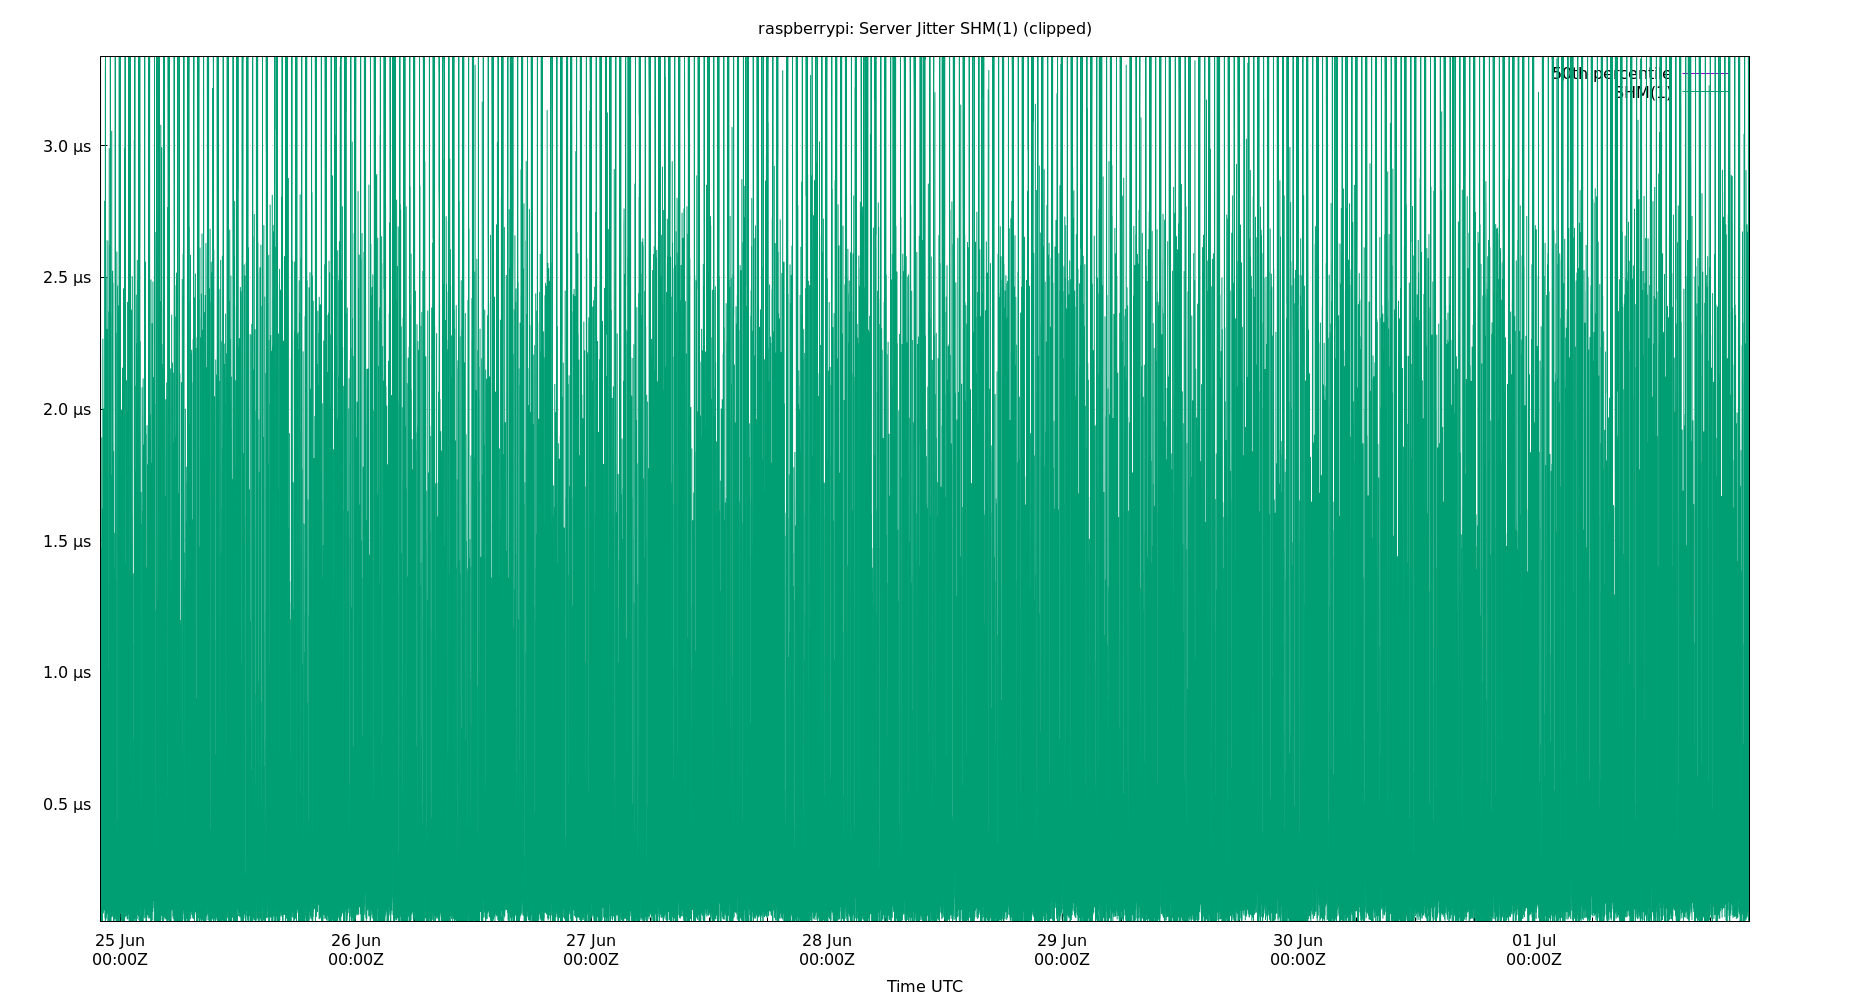 raspberrypi: Server Jitter SHM(1) (clipped)
50th percentile
SHM(1)
3.0 µs
2.5 µs
2.0 µs
1.5 µs
1.0 µs
0.5 µs
25 Jun 26 Jun 27 Jun 28 Jun 29 Jun 30 Jun 01 Jul
00:00Z 00:00Z 00:00Z 00:00Z 00:00Z 00:00Z 00:00Z
Time UTC